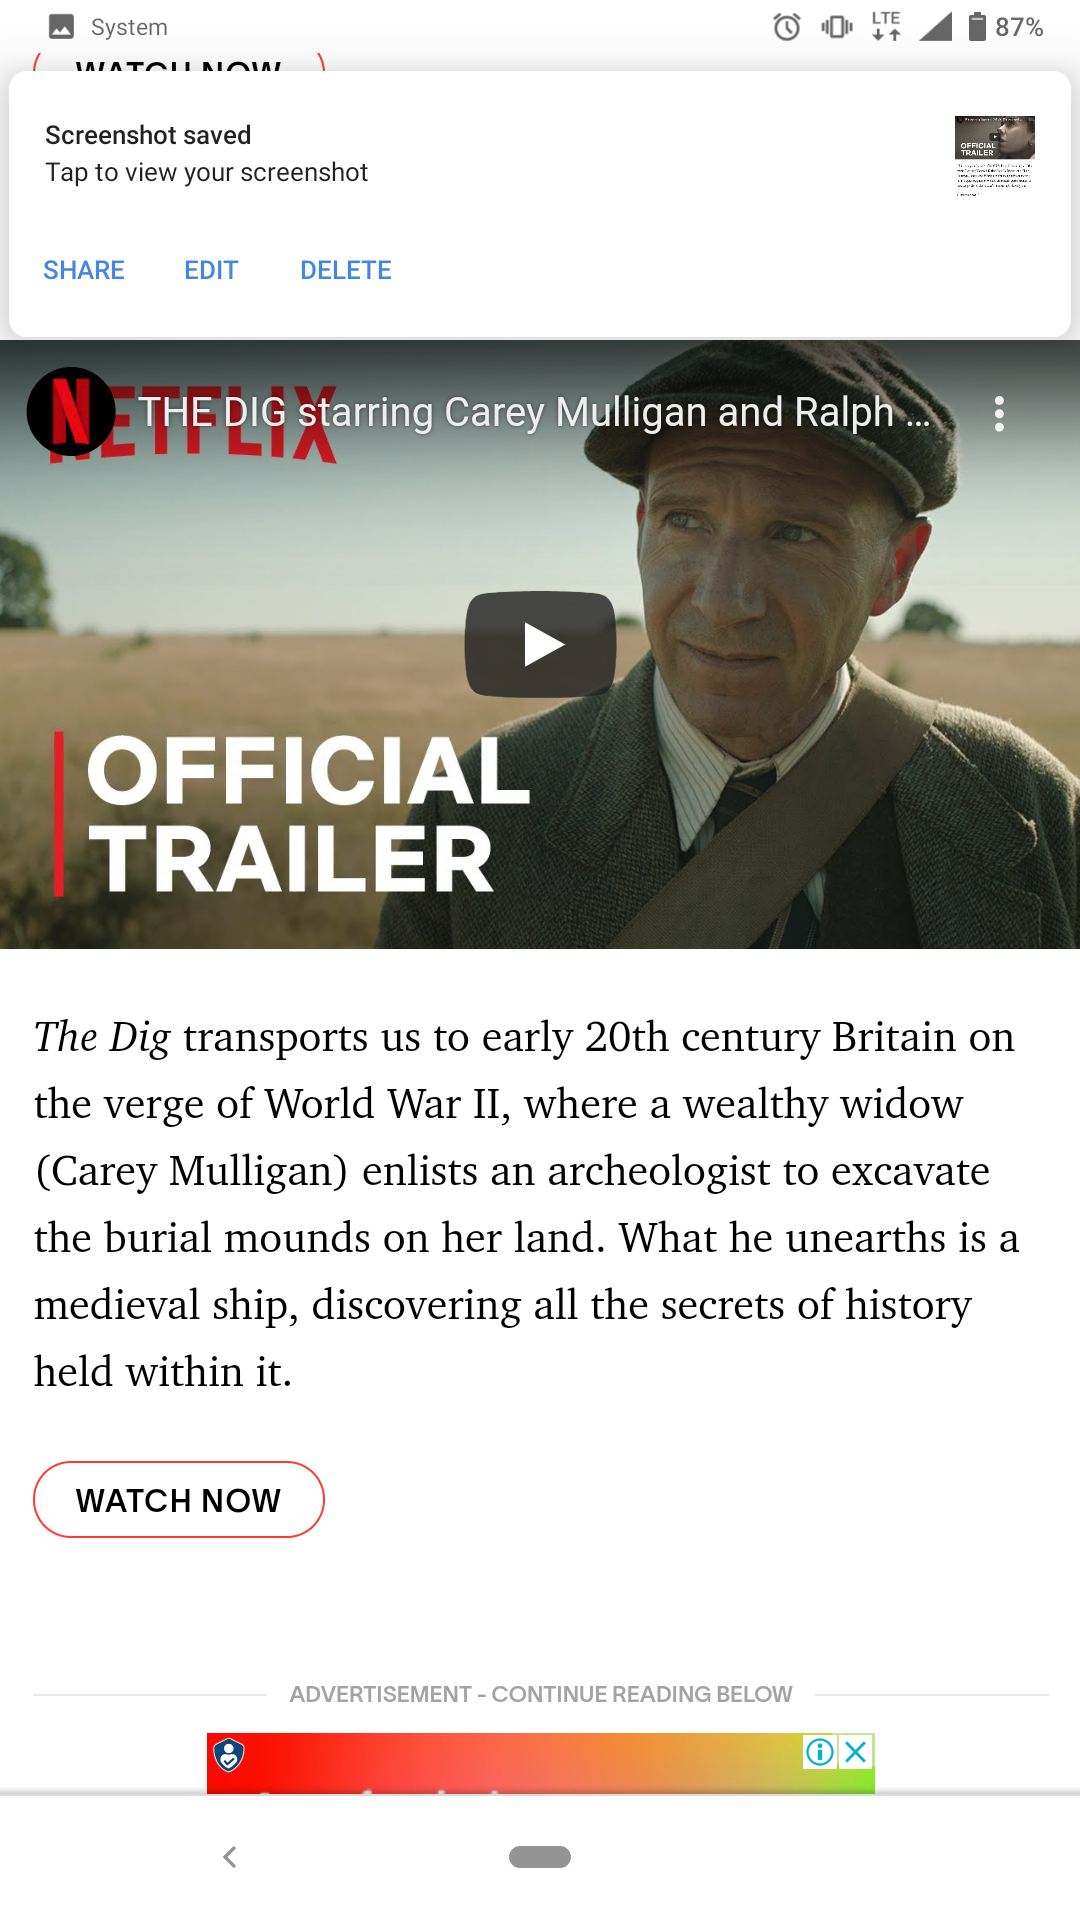 System
LTE
87%
WATCH NOW
Screenshot saved
Tap to view your screenshot
OFFICIAL
TRAILER
SHARE EDIT DELETE
NETFLIX
THE DIG starring Carey Mulligan and Ralph ...
OFFICIAL
TRAILER
The Dig transports us to early 20th century Britain on
the verge of World War II, where a wealthy widow
(Carey Mulligan) enlists an archeologist to excavate
the burial mounds on her land. What he unearths is a
medieval ship, discovering all the secrets of history
held within it.
WATCH NOW
ADVERTISEMENT - CONTINUE READING BELOW